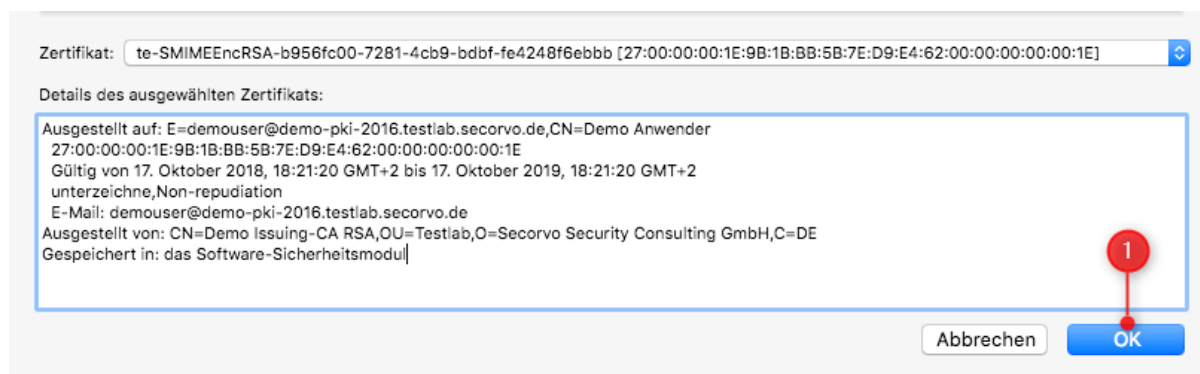 Zertifikat: te-SMIMEEncRSA-b956fc00-7281-4cb9-bdbf-fe4248f6ebbb [27:00:00:00:1E:9B:1B:BB:5B:7E:D9:E4:62:00:00:00:00:00:1E]
Details des ausgewählten Zertifikats:
Ausgestellt auf: E=demouser@demo-pki-2016.testlab.secorvo.de,CN=Demo Anwender
27:00:00:00:1E:9B:1B:BB:5B:7E:D9:E4:62:00:00:00:00:00:1E
Gültig von 17. Oktober 2018, 18:21:20 GMT+2 bis 17. Oktober 2019, 18:21:20 GMT+2
unterzeichne,Non-repudiation
E-Mail: demouser@demo-pki-2016.testlab.secorvo.de
Ausgestellt von: CN=Demo Issuing-CA RSA,OU=Testlab,O=Secorvo Security Consulting GmbH,C=DE
Gespeichert in: das Software-Sicherheitsmodul
1
Abbrechen OK